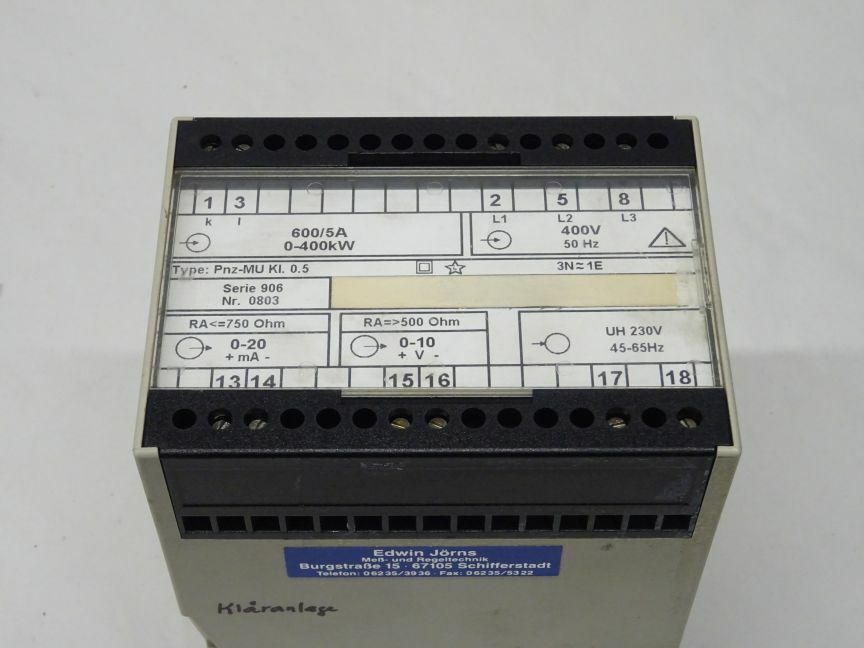 1 3 2 5 8
k l L1 L2 L3
600/5A
0-400kW
400V
50 Hz
Type: Pnz-MU Kl. 0.5 3N≈1E
Serie 906
Nr. 0803
RA<=750 Ohm
0-20
+ mA -
RA=>500 Ohm
0-10
+ V -
UH 230V
45-65Hz
13 14 15 16 17 18
Edwin Jörns
Meß- und Regeltechnik
Burgstraße 15 · 67105 Schifferstadt
Telefon: 06235/3936 · Fax: 06235/5322
Kläranlage